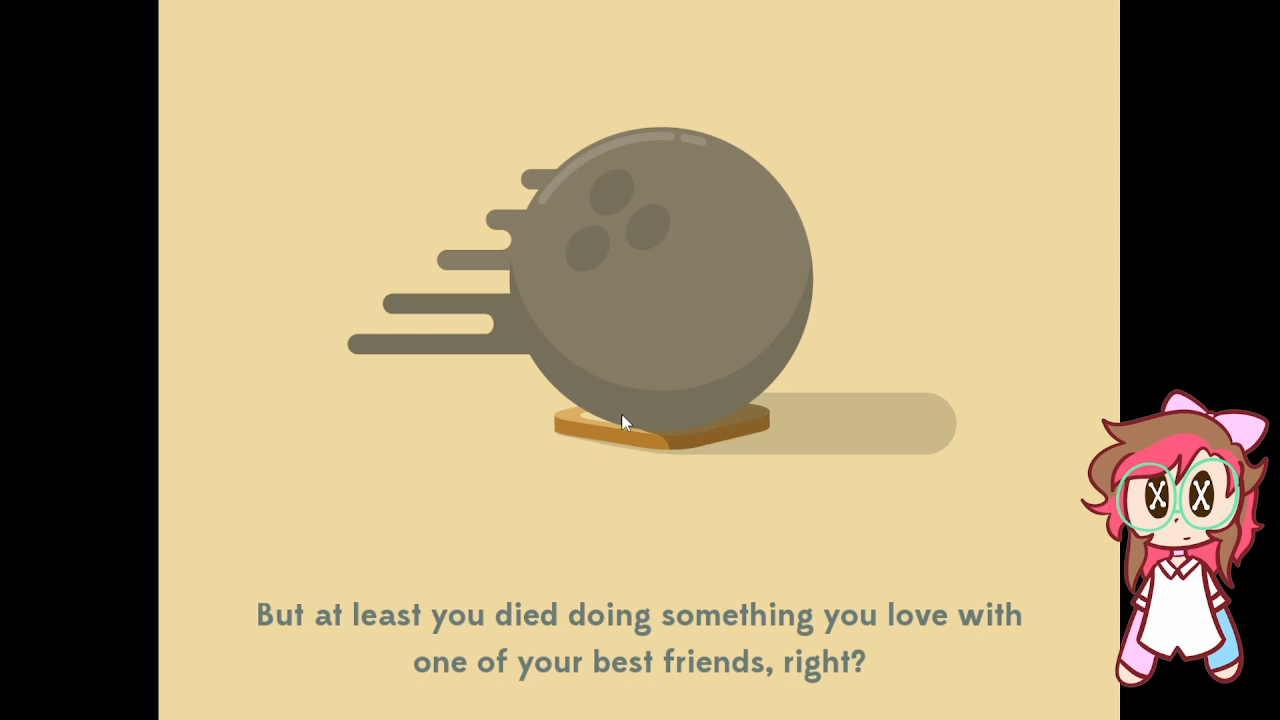 But at least you died doing something you love with
one of your best friends, right?